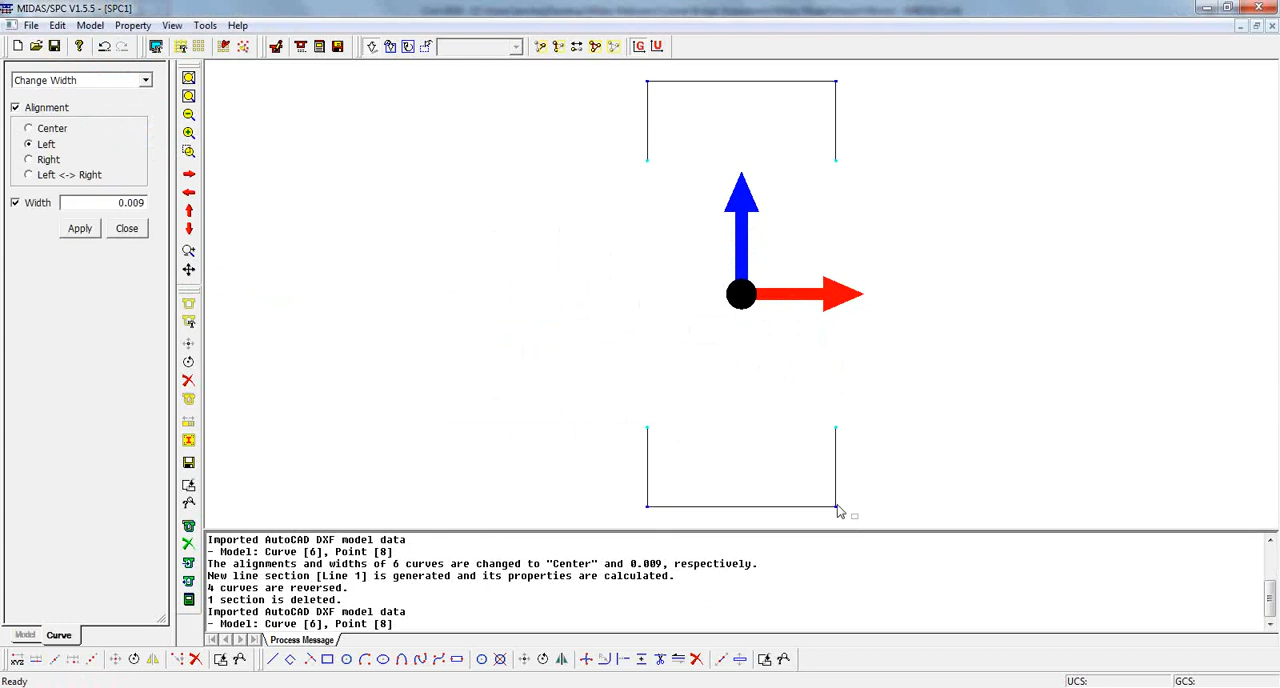 MIDAS/SPC V1.5.5 - [SPC1]
File Edit Model Property View Tools Help
Change Width
Alignment
Center
Left
Right
Left <-> Right
Width 0.009
Apply Close
Imported AutoCAD DXF model data
- Model: Curve [6], Point [8]
The alignments and widths of 6 curves are changed to "Center" and 0.009, respectively.
New line section [Line 1] is generated and its properties are calculated.
4 curves are reversed.
1 section is deleted.
Imported AutoCAD DXF model data
- Model: Curve [6], Point [8]
Model Curve
Process Message
Ready
UCS: GCS: